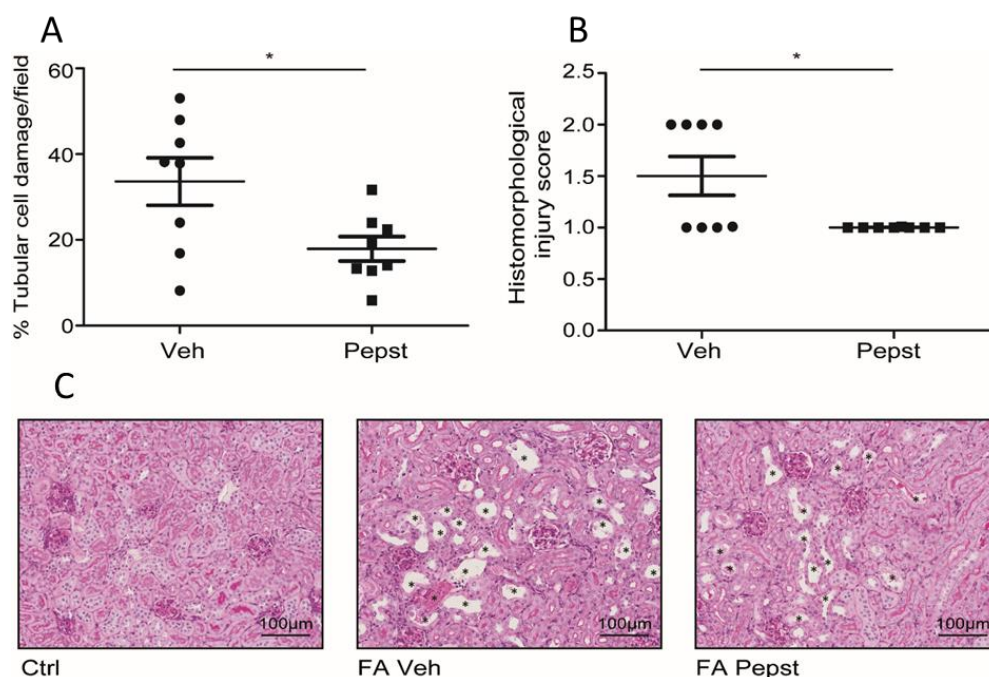 A
*
% Tubular cell damage/field
60
40
20
0
Veh
Pepst
B
*
Histomorphological
injury score
2.5
2.0
1.5
1.0
0.5
0.0
Veh
Pepst
C
100µm
Ctrl
100µm
FA Veh
100µm
FA Pepst